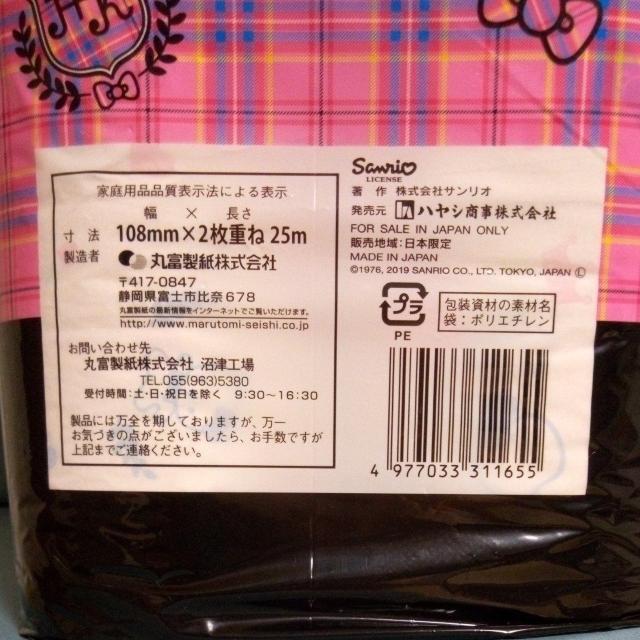 HK
家庭用品品質表示法による表示
幅 × 長さ
寸法 108mm×2枚重ね 25m
製造者 丸富製紙株式会社
〒417-0847
静岡県富士市比奈678
丸富製紙の最新情報をインターネットでご覧いただけます。
http://www.marutomi-seishi.co.jp
お問い合わせ先
丸富製紙株式会社 沼津工場
TEL.055(963)5380
受付時間:土・日・祝日を除く 9:30〜16:30
製品には万全を期しておりますが、万一
お気づきの点がございましたら、お手数ですが
上記までご連絡ください。
Sanrio
LICENSE
著作 株式会社サンリオ
発売元 ハヤシ商事株式会社
FOR SALE IN JAPAN ONLY
販売地域:日本限定
MADE IN JAPAN
©1976, 2019 SANRIO CO., LTD. TOKYO, JAPAN Ⓛ
プラ
PE
包装資材の素材名
袋:ポリエチレン
4 977033 311655